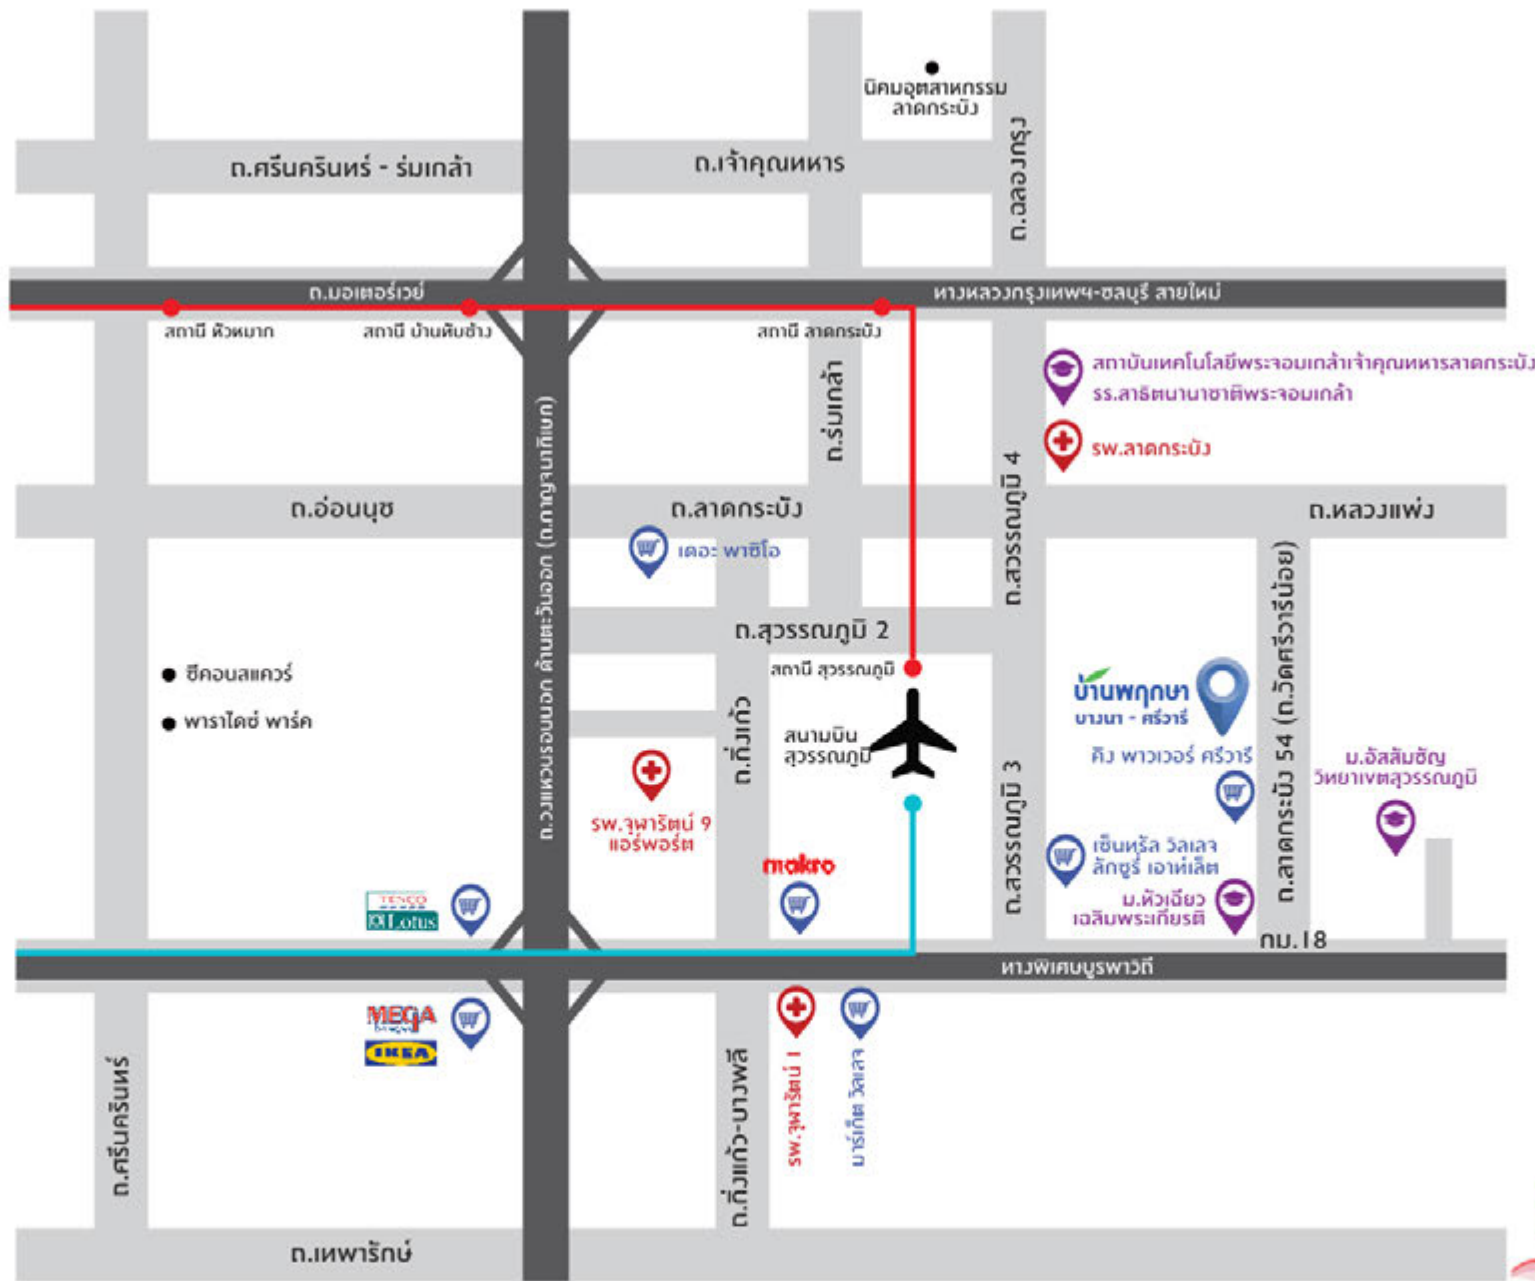 นิคมอุตสาหกรรม
ลาดกระบัง
ถ.ศรีนครินทร์ - ร่มเกล้า
ถ.เจ้าคุณทหาร
ถ.ฉลองกรุง
ถ.มอเตอร์เวย์
ทางหลวงกรุงเทพฯ-ชลบุรี สายใหม่
สถานี หัวหมาก
สถานี บ้านทับช้าง
สถานี ลาดกระบัง
สถาบันเทคโนโลยีพระจอมเกล้าเจ้าคุณทหารลาดกระบัง
รร.สาธิตนานาชาติพระจอมเกล้า
ถ.ร่มเกล้า
รพ.ลาดกระบัง
ถ.วงแหวนรอบนอก ด้านตะวันออก (ถ.กาญจนาภิเษก)
ถ.สุวรรณภูมิ 4
ถ.อ่อนนุช
ถ.ลาดกระบัง
ถ.หลวงแพ่ง
เดอะ พาซิโอ
ถ.สุวรรณภูมิ 2
ถ.ลาดกระบัง 54 (ถ.วัดศรีวารีน้อย)
ซีคอนสแควร์
สถานี สุวรรณภูมิ
บ้านพฤกษา
บางนา - ศรีวารี
พาราไดซ์ พาร์ค
ถ.กิ่งแก้ว
สนามบิน
สุวรรณภูมิ
คิง พาวเวอร์ ศรีวารี
ม.อัสสัมชัญ
วิทยาเขตสุวรรณภูมิ
รพ.จุฬารัตน์ 9
แอร์พอร์ต
ถ.สุวรรณภูมิ 3
makro
เซ็นทรัล วิลเลจ
ลักซูรี่ เอาท์เล็ต
TESCO
Lotus
ม.หัวเฉียว
เฉลิมพระเกียรติ
กม.18
ทางพิเศษบูรพาวิถี
MEGA
IKEA
ถ.ศรีนครินทร์
ถ.กิ่งแก้ว-บางพลี
รพ.จุฬารัตน์ 1
มาร์เก็ต วิลเลจ
ถ.เทพารักษ์